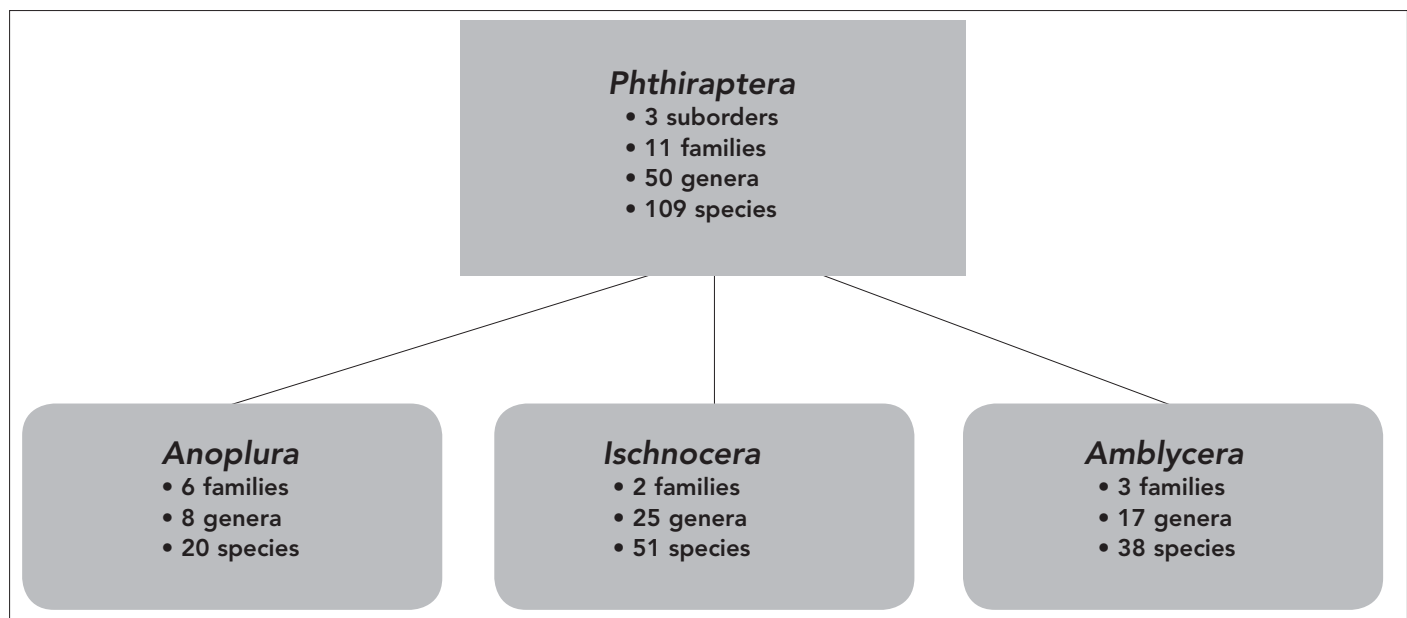 Phthiraptera
• 3 suborders
• 11 families
• 50 genera
• 109 species
Anoplura
• 6 families
• 8 genera
• 20 species
Ischnocera
• 2 families
• 25 genera
• 51 species
Amblycera
• 3 families
• 17 genera
• 38 species